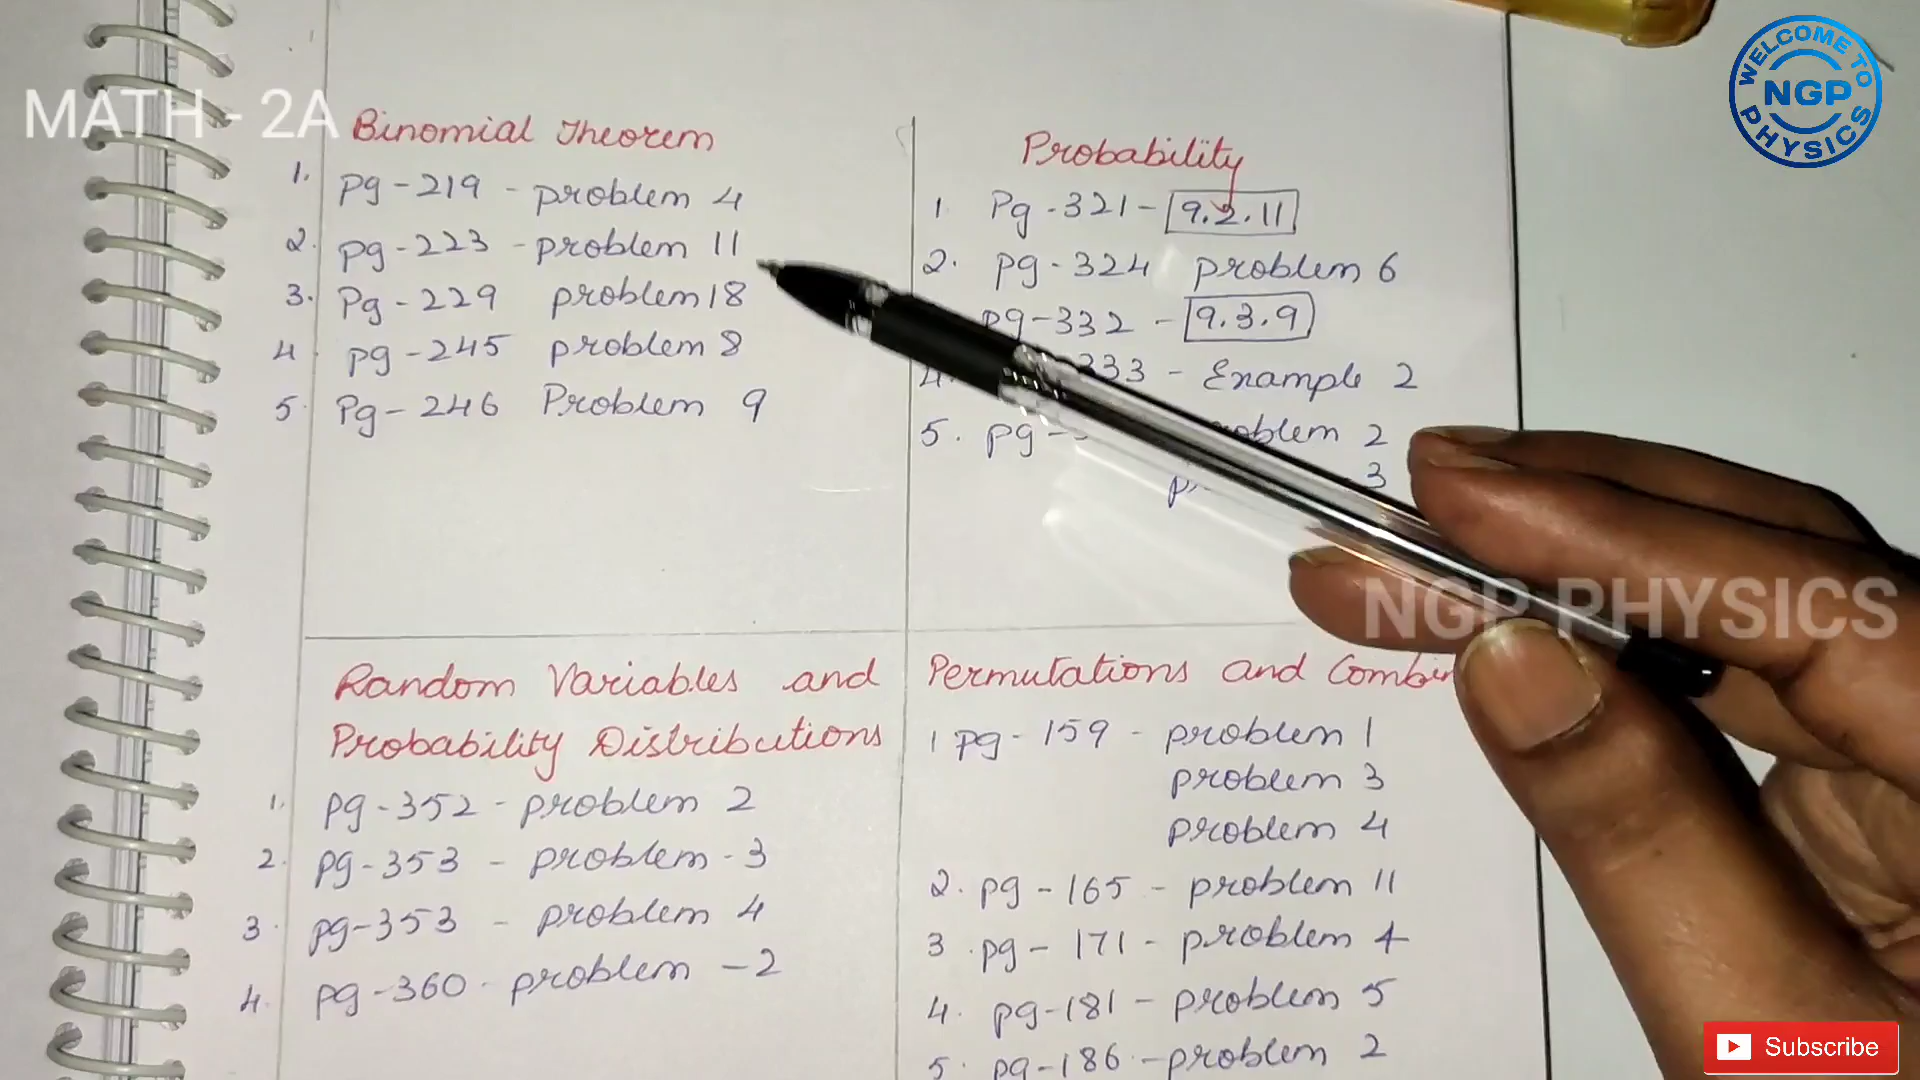 MATH - 2A
Binomial Theorem
1. Pg-219 - problem 4
2. Pg-223 - problem 11
3. Pg-229 problem 18
4. Pg-245 problem 8
5. Pg-246 Problem 9
Probability
1. Pg-321- 9.2.11
2. Pg-324 problem 6
Pg-332 - 9.3.9
4. 333 - Example 2
5. Pg- problem 2
3
Random Variables and
Probability Distributions
1. Pg-352 - problem 2
2. Pg-353 - problem - 3
3. Pg-353 - problem 4
4. Pg-360 - problem - 2
Permutations and
1 Pg-159 - problem 1
problem 3
problem 4
2. Pg-165 - problem 11
3. Pg-171 - problem 4
4. Pg-181 - problem 5
5. Pg-186 - problem 2
WELCOME TO
NGP
PHYSICS
NGP PHYSICS
Subscribe